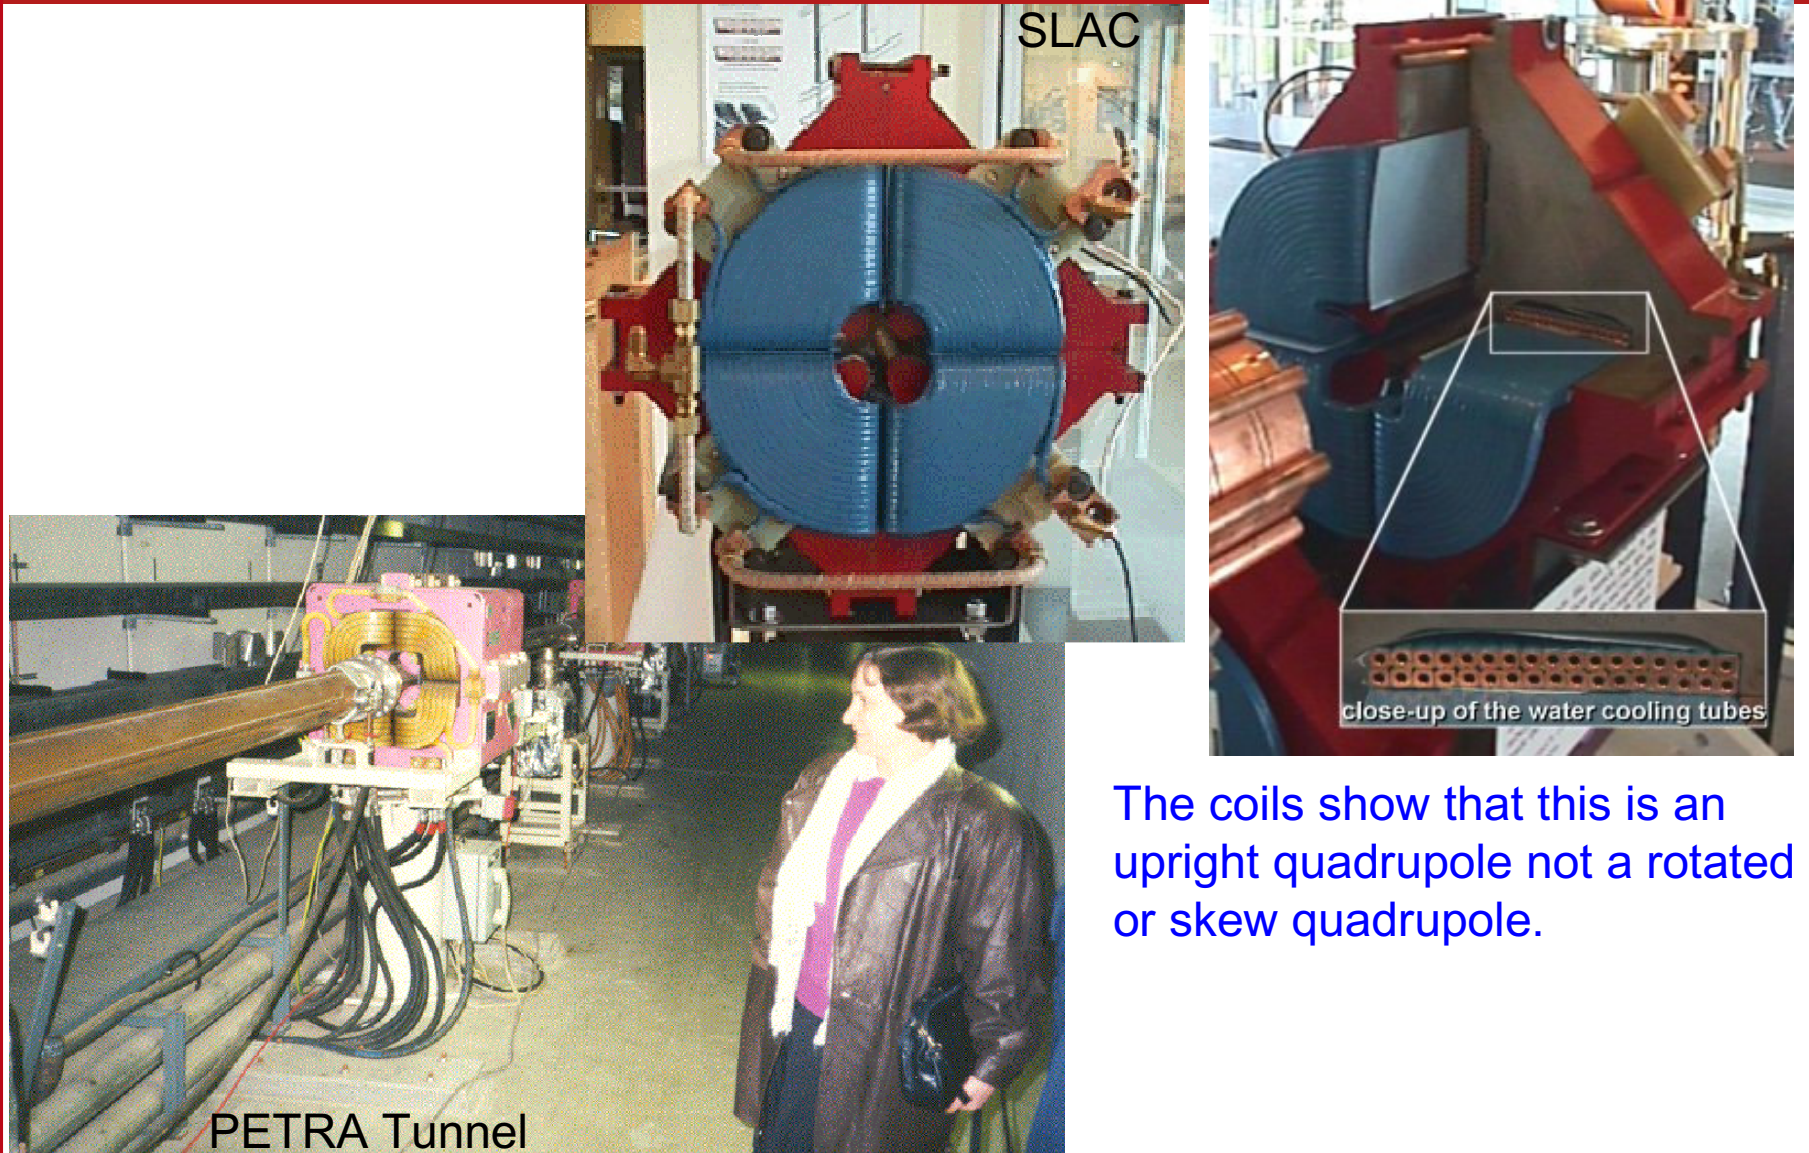 SLAC
close-up of the water cooling tubes
The coils show that this is an
upright quadrupole not a rotated
or skew quadrupole.
PETRA Tunnel